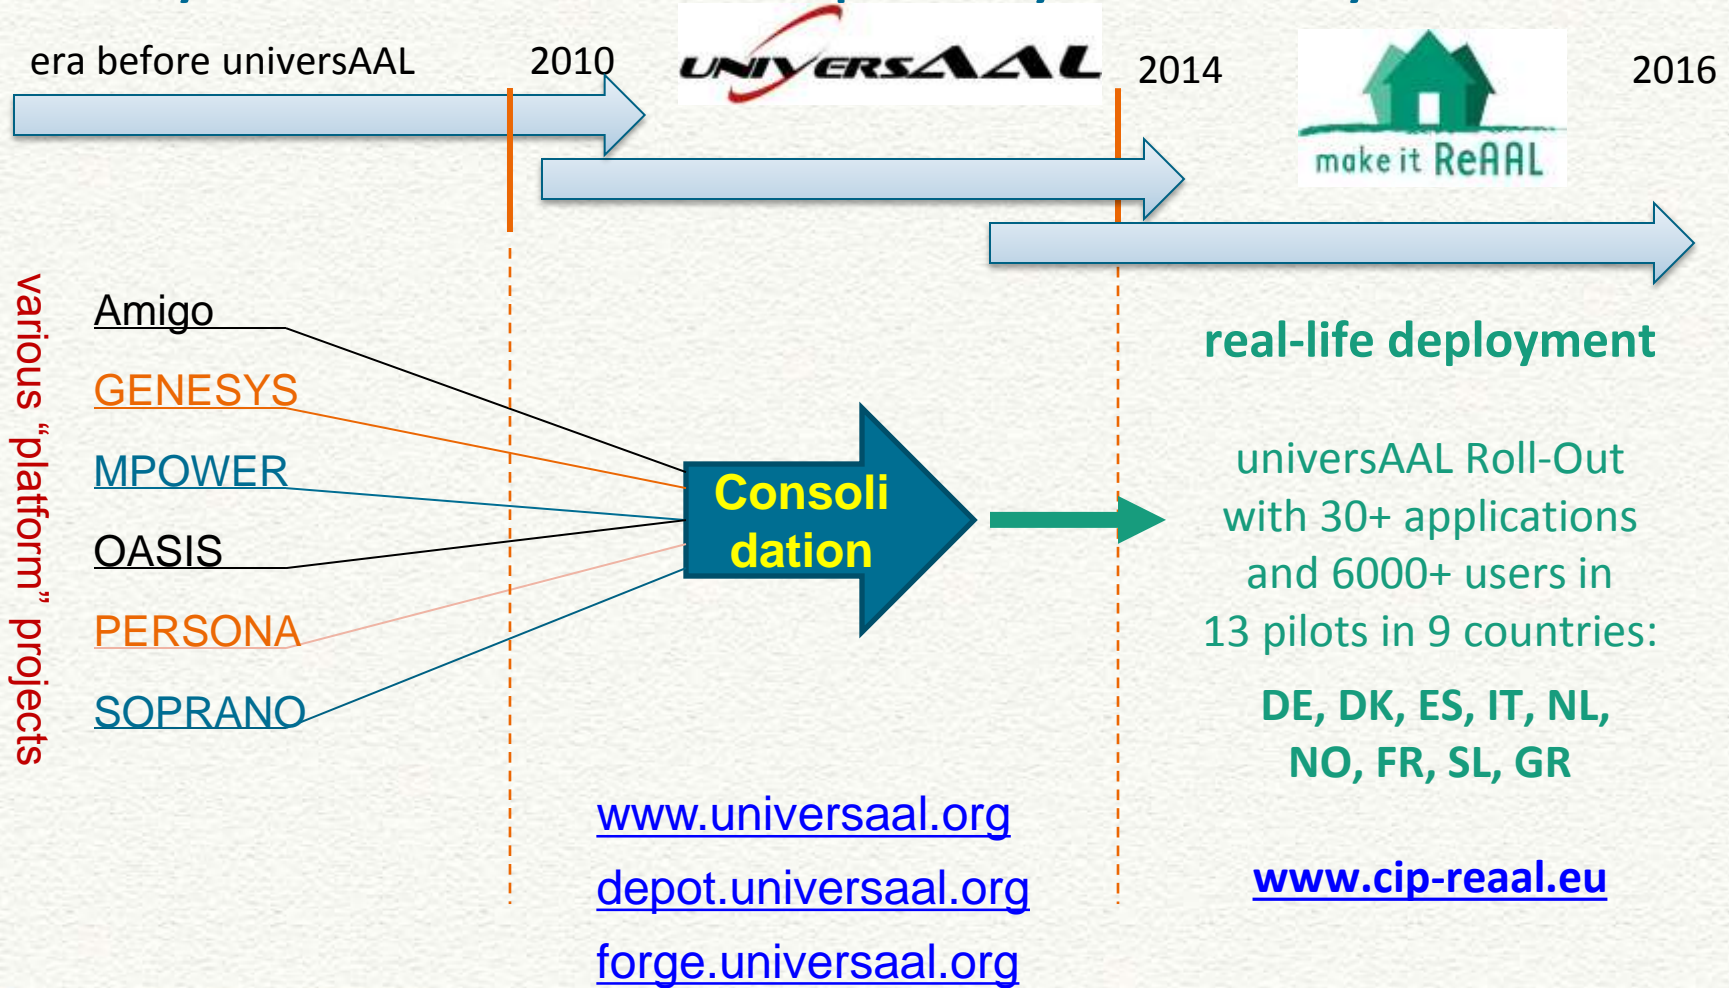 era before universAAL
2010
UNIVERSAAL
2014
make it ReAAL
2016
various “platform” projects
Amigo
GENESYS
MPOWER
OASIS
PERSONA
SOPRANO
Consoli
dation
real-life deployment
universAAL Roll-Out
with 30+ applications
and 6000+ users in
13 pilots in 9 countries:
DE, DK, ES, IT, NL,
NO, FR, SL, GR
www.universaal.org
depot.universaal.org
forge.universaal.org
www.cip-reaal.eu